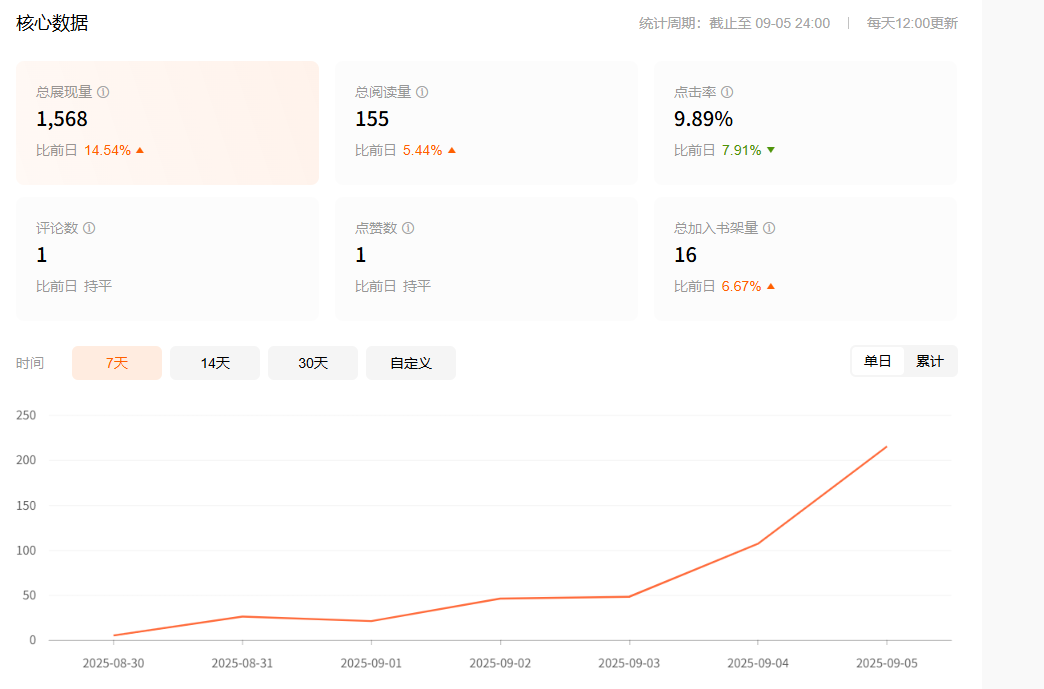 核心数据
统计周期：截止至 09-05 24:00 | 每天12:00更新
总展现量
1,568
比前日 14.54%
总阅读量
155
比前日 5.44%
点击率
9.89%
比前日 7.91%
评论数
1
比前日 持平
点赞数
1
比前日 持平
总加入书架量
16
比前日 6.67%
时间 7天 14天 30天 自定义 单日 累计
250
200
150
100
50
0
2025-08-30 2025-08-31 2025-09-01 2025-09-02 2025-09-03 2025-09-04 2025-09-05